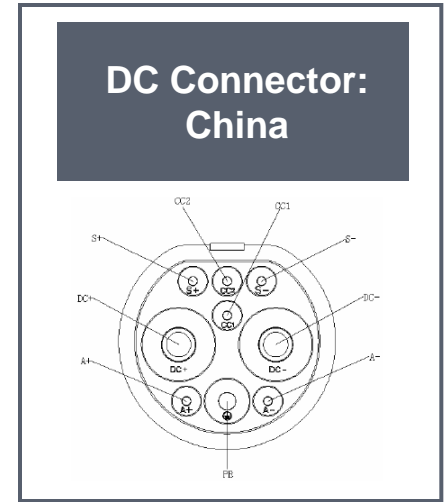 DC Connector:
China
CC2
CC1
S+
S-
S+
CC2
S-
DC+
CC1
DC-
DC+
DC-
A+
A-
A+
A-
PE